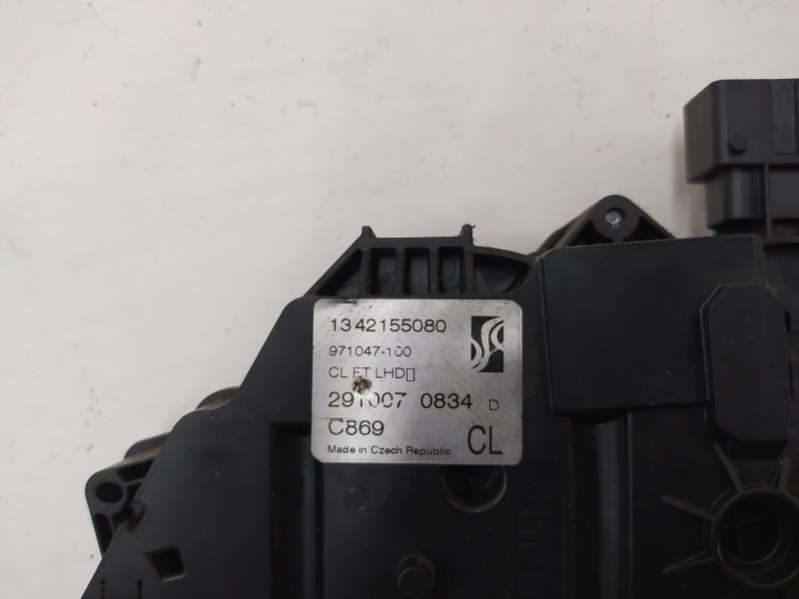 1342155080
971047-100
CL FT LHD▯
291007 0834 D
C869
CL
Made in Czech Republic